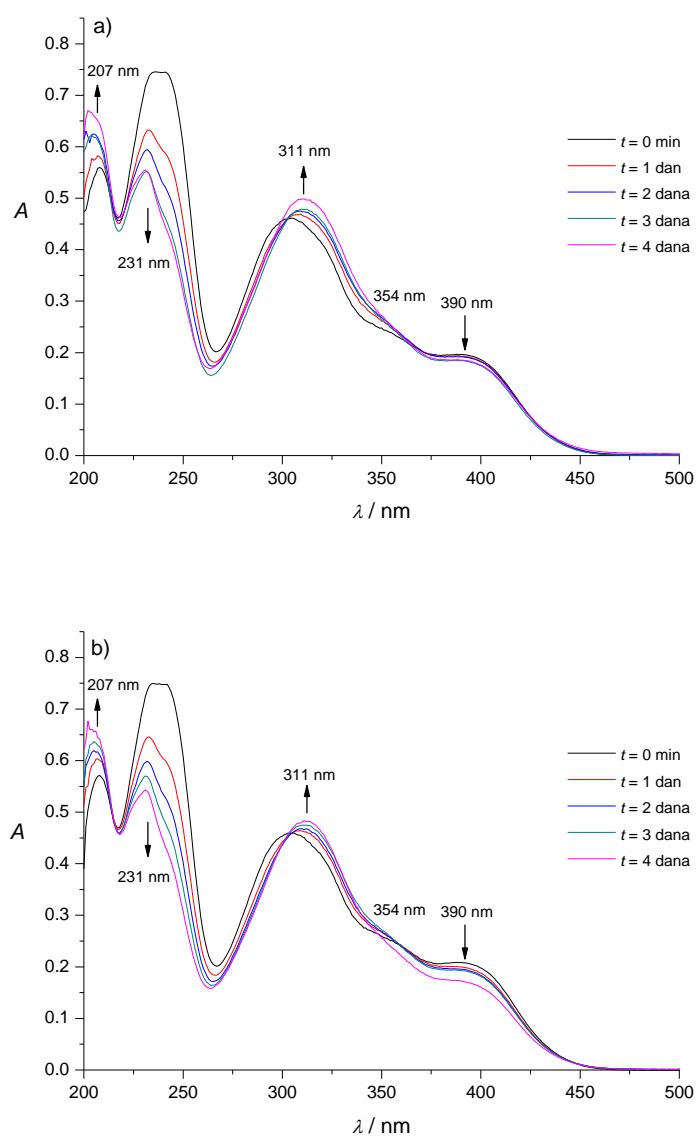 a)
0.8
207 nm
0.7
311 nm
t = 0 min
0.6
t = 1 dan
0.5
t = 2 dana
A
t = 3 dana
0.4
t = 4 dana
231 nm
354 nm
0.3
390 nm
0.2
0.1
0.0
200 250 300 350 400 450 500
λ / nm
b)
0.8
207 nm
0.7
311 nm
t = 0 min
0.6
t = 1 dan
0.5
t = 2 dana
A
t = 3 dana
0.4
t = 4 dana
231 nm
354 nm
390 nm
0.3
0.2
0.1
0.0
200 250 300 350 400 450 500
λ / nm